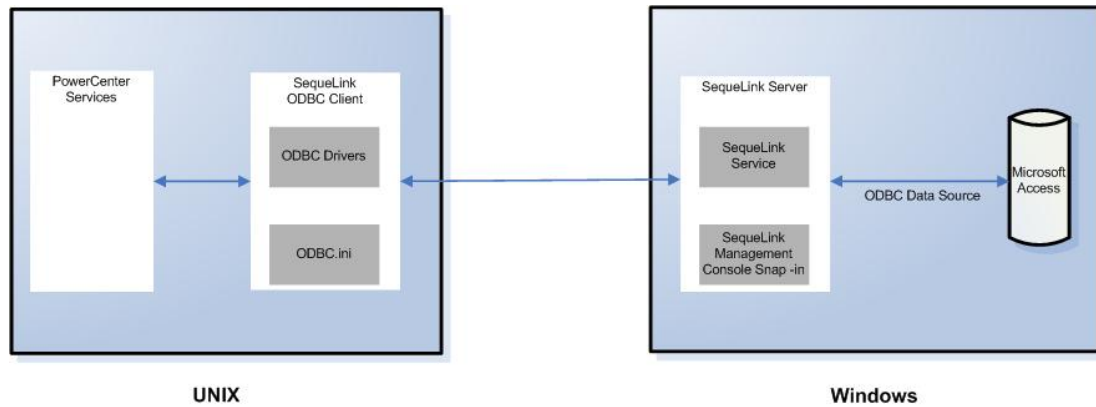 PowerCenter
Services
SequeLink
ODBC Client
ODBC Drivers
ODBC.ini
SequeLink Server
SequeLink
Service
SequeLink
Management
Console Snap -in
ODBC Data Source
Microsoft
Access
UNIX
Windows